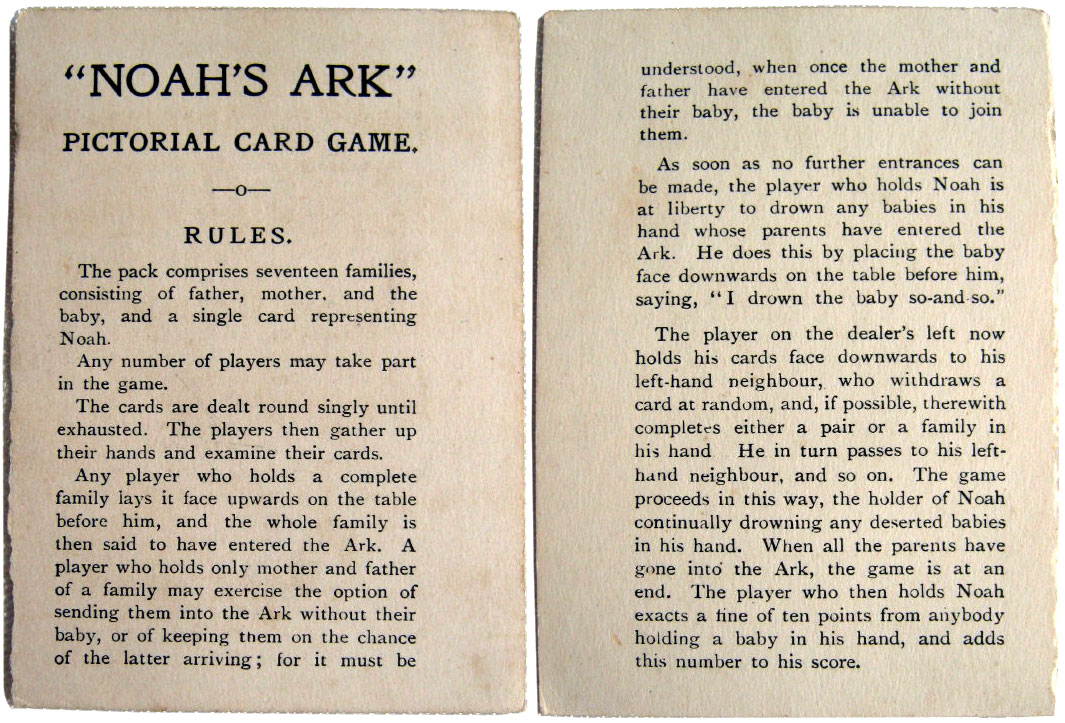 "NOAH'S ARK"
PICTORIAL CARD GAME.
—o—
RULES.
The pack comprises seventeen families,
consisting of father, mother, and the
baby, and a single card representing
Noah.
Any number of players may take part
in the game.
The cards are dealt round singly until
exhausted. The players then gather up
their hands and examine their cards.
Any player who holds a complete
family lays it face upwards on the table
before him, and the whole family is
then said to have entered the Ark. A
player who holds only mother and father
of a family may exercise the option of
sending them into the Ark without their
baby, or of keeping them on the chance
of the latter arriving; for it must be
understood, when once the mother and
father have entered the Ark without
their baby, the baby is unable to join
them.
As soon as no further entrances can
be made, the player who holds Noah is
at liberty to drown any babies in his
hand whose parents have entered the
Ark. He does this by placing the baby
face downwards on the table before him,
saying, "I drown the baby so-and-so."
The player on the dealer's left now
holds his cards face downwards to his
left-hand neighbour, who withdraws a
card at random, and, if possible, therewith
completes either a pair or a family in
his hand He in turn passes to his left-
hand neighbour, and so on. The game
proceeds in this way, the holder of Noah
continually drowning any deserted babies
in his hand. When all the parents have
gone into the Ark, the game is at an
end. The player who then holds Noah
exacts a fine of ten points from anybody
holding a baby in his hand, and adds
this number to his score.